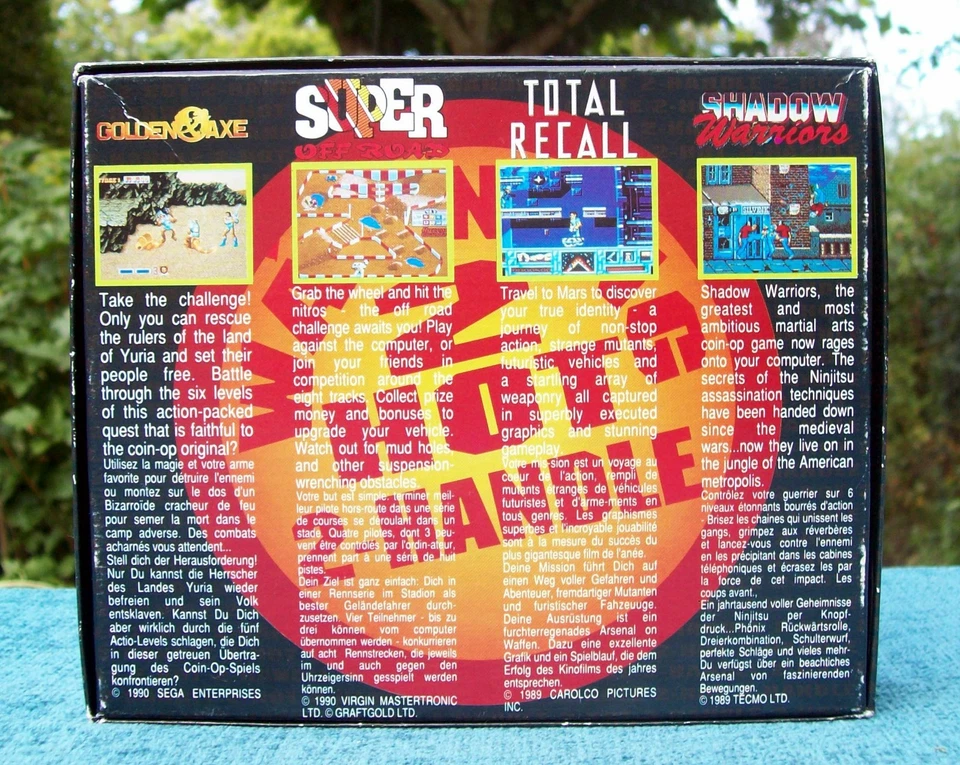 GOLDEN AXE
Take the challenge!
Only you can rescue
the rulers of the land
of Yuria and set their
people free. Battle
through the six levels
of this action-packed
quest that is faithful to
the coin-op original?
Utilisez la magie et votre arme
favorite pour détruire l'ennemi
ou montez sur le dos d'un
Bizarroïde cracheur de feu
pour semer la mort dans le
camp adverse. Des combats
acharnés vous attendent...
Stell dich der Herausforderung!
Nur Du kannst die Herrscher
des Landes Yuria wieder
befreien und sein Volk
entsklaven. Kannst Du Dich
aber wirklich durch die fünf
Actio-Levels schlagen, die Dich
in dieser getreuen Übertra-
gung des Coin-Op-Spiels
konfrontieren?
© 1990 SEGA ENTERPRISES
SUPER
OFF ROAD
Grab the wheel and hit the
nitros - the off road
challenge awaits you! Play
against the computer, or
join your friends in
competition around the
eight tracks. Collect prize
money and bonuses to
upgrade your vehicle.
Watch out for mud holes,
and other suspension-
wrenching obstacles.
Votre but est simple. terminer meil-
leur pilote hors-route dans une série
de courses se déroulant dans un
stade. Quatre pilotes, dont 3 peu-
vent être contrôlés par l'ordin-ateur,
prennent part à une série de huit
pistes.
Dein Ziel ist ganz einfach: Dich in
einer Rennserie im Stadion als
bester Geländefahrer durch-
zusetzen. Vier Teilnehmer - bis zu
drei können vom computer
übernommen werden - konkurrieren
auf acht Rennstrecken, die jeweils
im und auch gegen den
Uhrzeigersinn gesspielt werden
können.
© 1990 VIRGIN MASTERTRONIC
LTD. © GRAFTGOLD LTD.
TOTAL
RECALL
Travel to Mars to discover
your true identity - a
journey of non-stop
action, strange mutants,
futuristic vehicles and
a startling array of
weaponry all captured
in superbly executed
graphics and stunning
gameplay.
Votre mis-sion est un voyage au
coeur de l'action, rempli de
mutants étranges de véhicules
futuristes et d'arme-ments en
tous genres. Les graphismes
superbes et l'incroyable jouabilité
sont à la mesure du succès du
plus gigantesque film de l'anée.
Deine Mission führt Dich auf
einen Weg voller Gefahren und
Abenteuer, fremdartiger Mutanten
und furistischer Fahzeuuge.
Deine Ausrüstung ist ein
furchterregenades Arsenal on
Waffen. Dazu eine exzellente
Grafik und ein Spielblauf, die dem
Erfolg des Kinofilms des jahres
entsprechen.
© 1989 CAROLCO PICTURES
INC.
SHADOW
Warriors
Shadow Warriors, the
greatest and most
ambitious martial arts
coin-op game now rages
onto your computer. The
secrets of the Ninjitsu
assassination techniques
have been handed down
since the medieval
wars...now they live on in
the jungle of the American
metropolis.
Contrôlez votre guerrier sur 6
niveaux étonnants bourrés d'action
- Brisez les chaines qui unissent les
gangs, grimpez aux réverbères
et lancez-vous contre l'ennemi
en les précipitant dans les cabines
téléphoniques et écrasez les par
la force de cet impact. Les
coups avant.,
Ein jahrtausend voller Geheimnisse
der Ninjitsu per Knopf-
druck...Phönix Rückwärtsrolle,
Dreierkombination, Schulterwurf,
perfekte Schläge und vieles mehr-
Du verfügst über ein beachtiches
Arsenal von faszinierenden
Bewegungen.
© 1989 TECMO LTD.
HOT
HANDLE